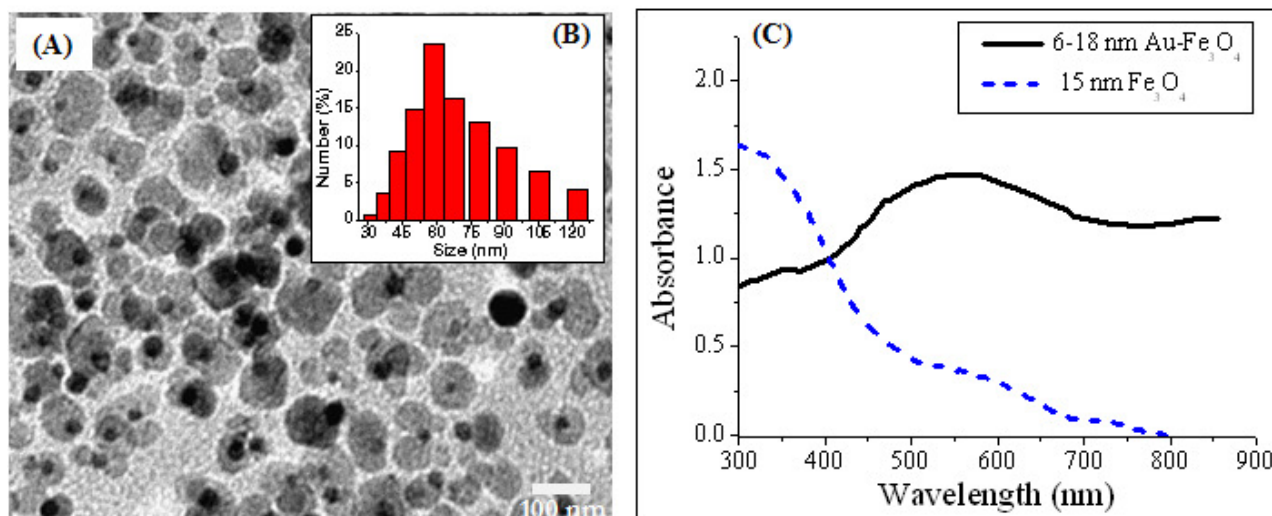 (A)
(B)
25
20
15
10
5
0
Number (%)
30 45 60 75 90 105 120
Size (nm)
100 nm
(C)
6-18 nm Au-Fe₃O₄
15 nm Fe₃O₄
2.0
1.5
1.0
0.5
0.0
Absorbance
300 400 500 600 700 800 900
Wavelength (nm)